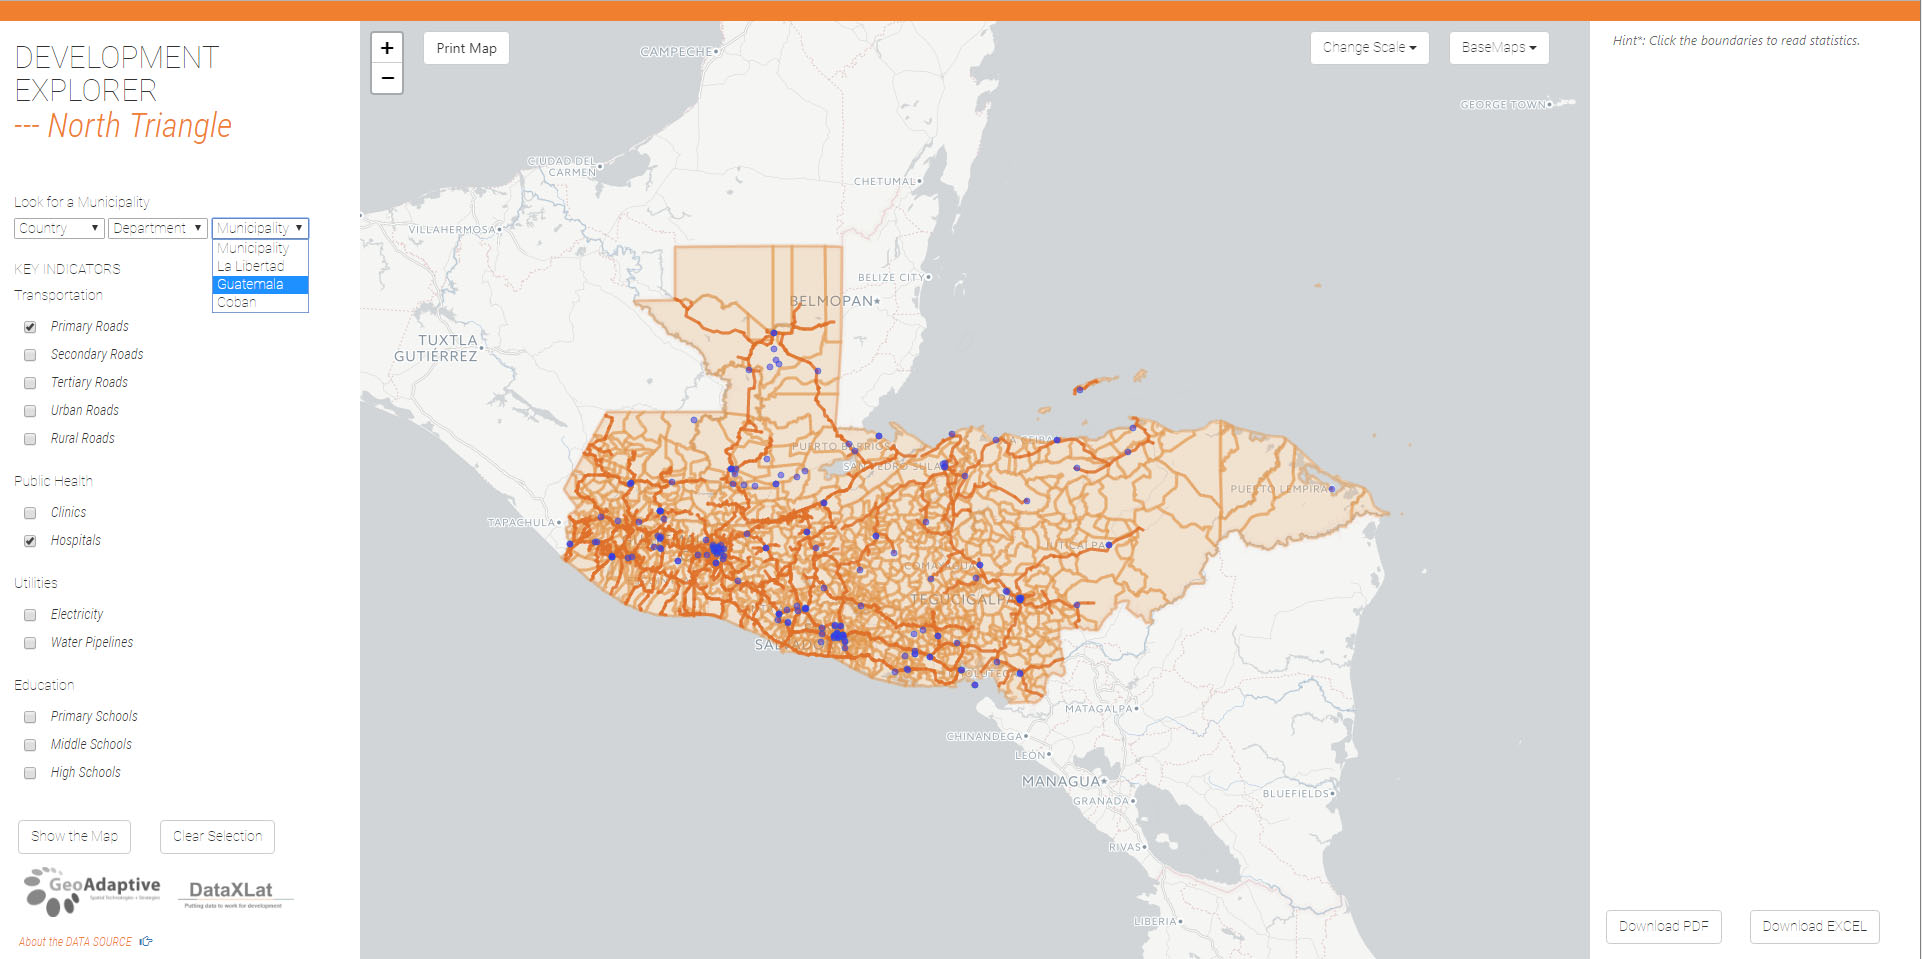 DEVELOPMENT
EXPLORER
--- North Triangle
Look for a Municipality
Country
Department
Municipality
Municipality
La Libertad
Guatemala
Coban
KEY INDICATORS
Transportation
Primary Roads
Secondary Roads
Tertiary Roads
Urban Roads
Rural Roads
Public Health
Clinics
Hospitals
Utilities
Electricity
Water Pipelines
Education
Primary Schools
Middle Schools
High Schools
Show the Map
Clear Selection
GeoAdaptive
Spatial Technologies + Strategies
DataXLat
Putting data to work for development
About the DATA SOURCE
+
−
Print Map
Change Scale
BaseMaps
CAMPECHE
GEORGE TOWN
CIUDAD DEL
CARMEN
CHETUMAL
VILLAHERMOSA
BELIZE CITY
BELMOPAN
TUXTLA
GUTIÉRREZ
PUERTO BARRIOS
LA CEIBA
SAN PEDRO SULA
PUERTO LEMPIRA
TAPACHULA
JUTICALPA
COMAYAGUA
TEGUCIGALPA
SALVADOR
CHOLUTECA
MATAGALPA
CHINANDEGA
LEÓN
MANAGUA
GRANADA
BLUEFIELDS
RIVAS
LIBERIA
Hint*: Click the boundaries to read statistics.
Download PDF
Download EXCEL